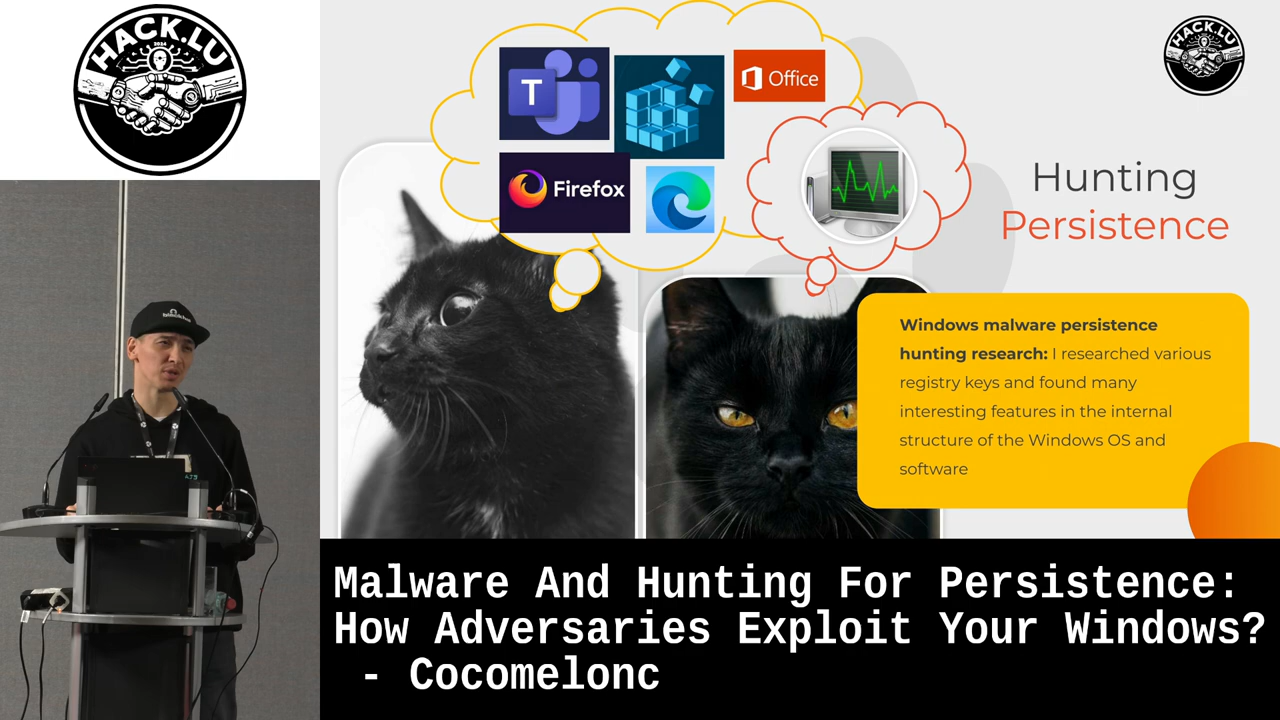 HACK.LU
2024
T
Office
Firefox
HACK.LU
Hunting
Persistence
Windows malware persistence
hunting research: I researched various
registry keys and found many
interesting features in the internal
structure of the Windows OS and
software
Malware And Hunting For Persistence:
How Adversaries Exploit Your Windows?
- Cocomelonc